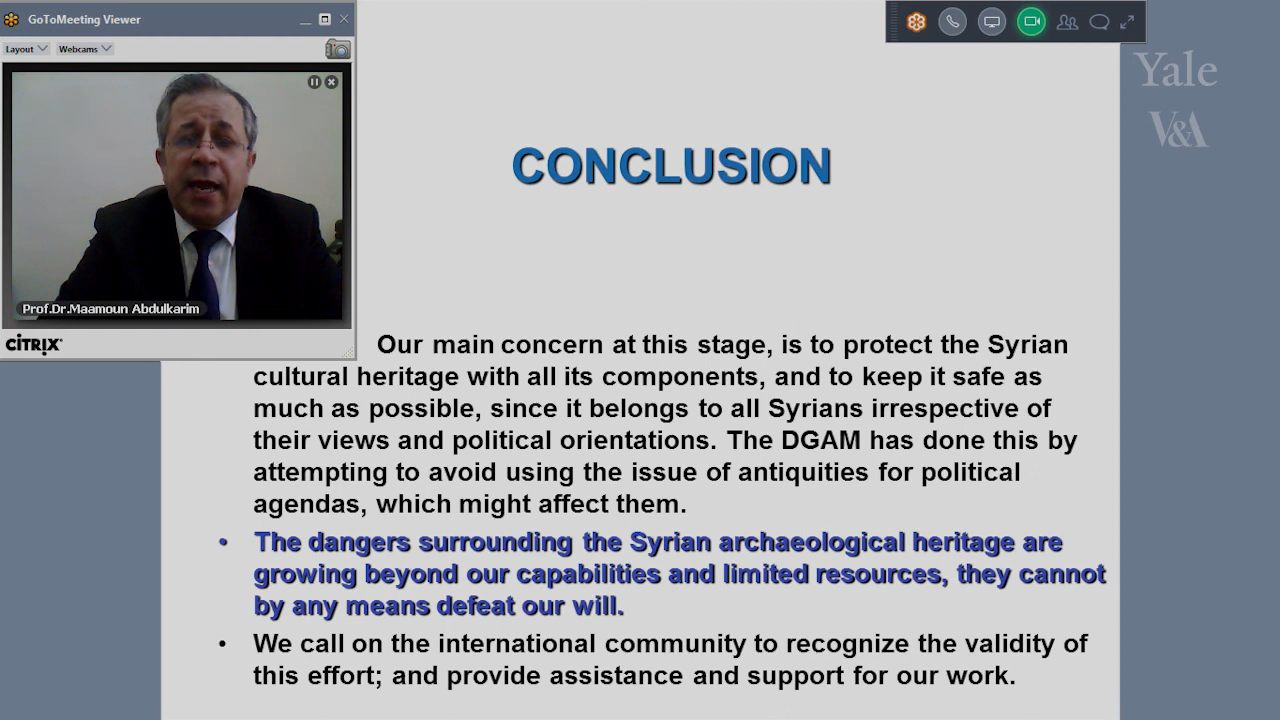 GoToMeeting Viewer
Layout Webcams
Prof.Dr.Maamoun Abdulkarim
CİTRIX
Yale
V&A
CONCLUSION
Our main concern at this stage, is to protect the Syrian
cultural heritage with all its components, and to keep it safe as
much as possible, since it belongs to all Syrians irrespective of
their views and political orientations. The DGAM has done this by
attempting to avoid using the issue of antiquities for political
agendas, which might affect them.
• The dangers surrounding the Syrian archaeological heritage are
growing beyond our capabilities and limited resources, they cannot
by any means defeat our will.
• We call on the international community to recognize the validity of
this effort; and provide assistance and support for our work.